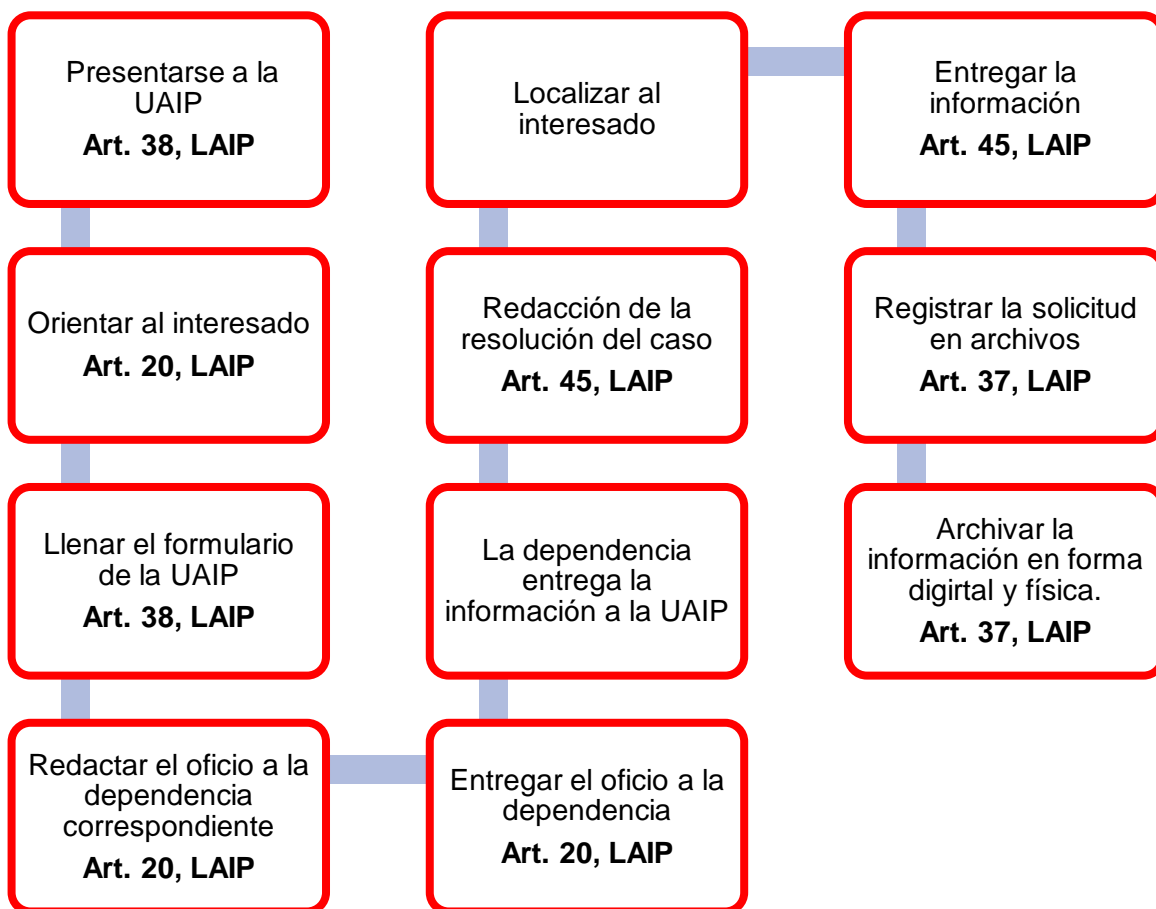 Presentarse a la
UAIP
Art. 38, LAIP
Orientar al interesado
Art. 20, LAIP
Llenar el formulario
de la UAIP
Art. 38, LAIP
Redactar el oficio a la
dependencia
correspondiente
Art. 20, LAIP
Entregar el oficio a la
dependencia
Art. 20, LAIP
La dependencia
entrega la
información a la UAIP
Redacción de la
resolución del caso
Art. 45, LAIP
Localizar al
interesado
Entregar la
información
Art. 45, LAIP
Registrar la solicitud
en archivos
Art. 37, LAIP
Archivar la
información en forma
digirtal y física.
Art. 37, LAIP